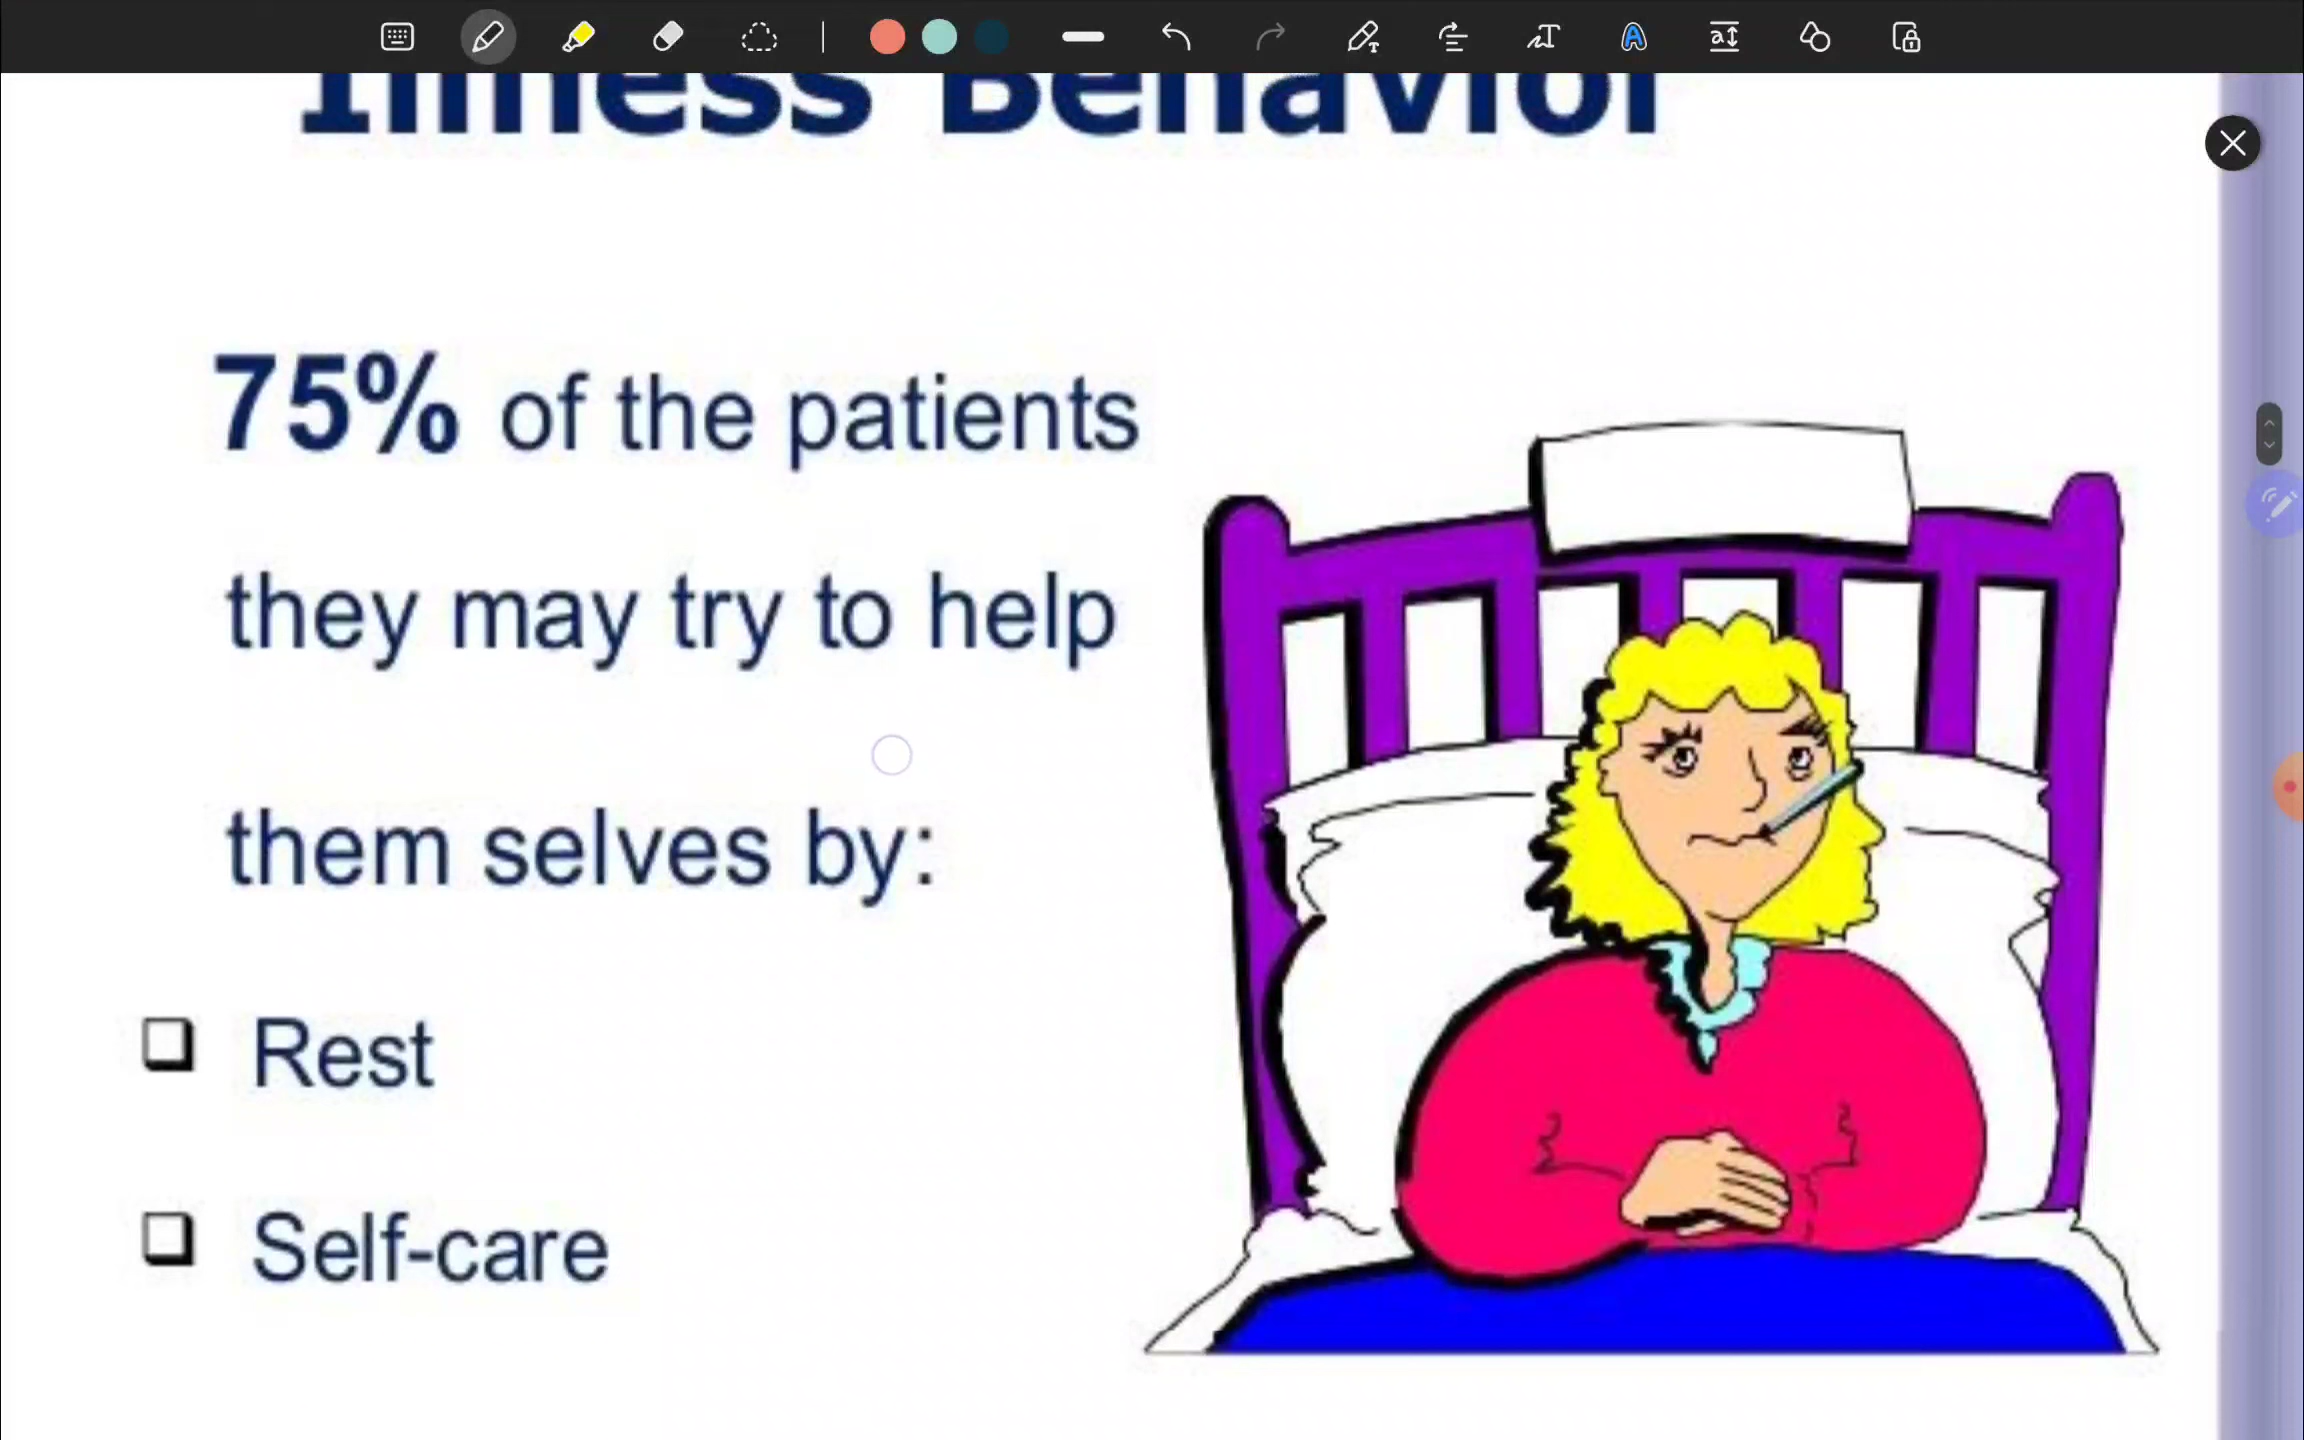 Illness Behavior
75% of the patients
they may try to help
them selves by:
❑ Rest
❑ Self-care